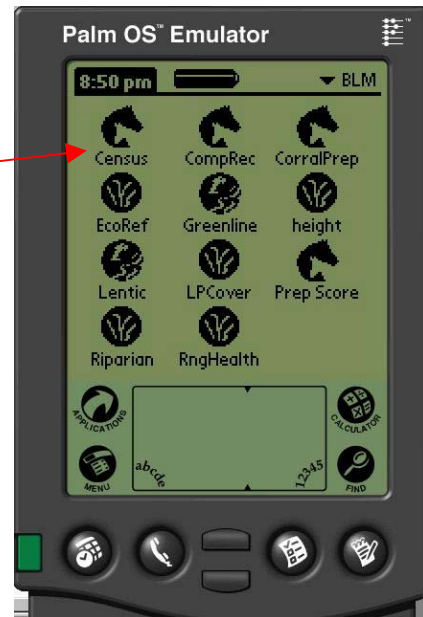 Palm OS™ Emulator
8:50 pm BLM
Census CompRec CorralPrep
EcoRef Greenline height
Lentic LPCover Prep Score
Riparian RngHealth
APPLICATIONS CALCULATOR
MENU abcde 12345 FIND